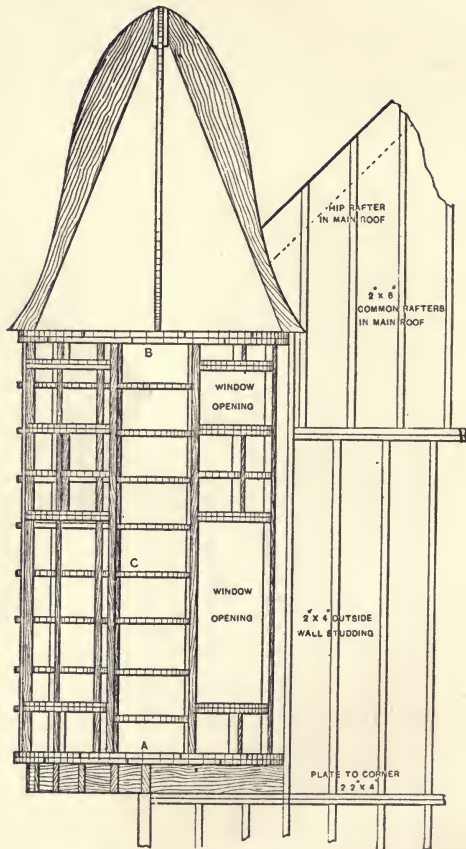 HIP RAFTER
IN MAIN ROOF
2" X 6"
COMMON RAFTERS
IN MAIN ROOF
B
WINDOW
OPENING
C
WINDOW
OPENING
2" X 4" OUTSIDE
WALL STUDDING
A
PLATE TO CORNER
2 2" X 4"